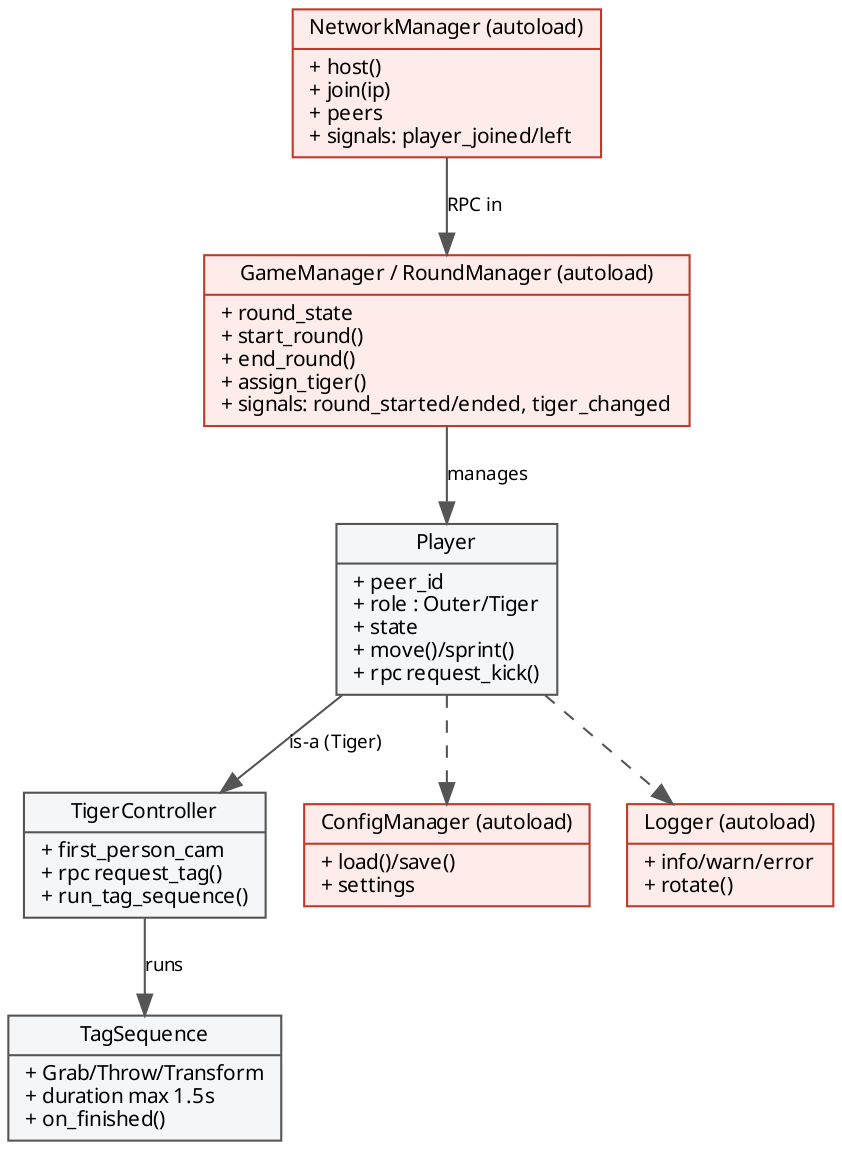 NetworkManager (autoload)
+ host()
+ join(ip)
+ peers
+ signals: player_joined/left
RPC in
GameManager / RoundManager (autoload)
+ round_state
+ start_round()
+ end_round()
+ assign_tiger()
+ signals: round_started/ended, tiger_changed
manages
Player
+ peer_id
+ role : Outer/Tiger
+ state
+ move()/sprint()
+ rpc request_kick()
is-a (Tiger)
TigerController
+ first_person_cam
+ rpc request_tag()
+ run_tag_sequence()
ConfigManager (autoload)
+ load()/save()
+ settings
Logger (autoload)
+ info/warn/error
+ rotate()
runs
TagSequence
+ Grab/Throw/Transform
+ duration max 1.5s
+ on_finished()